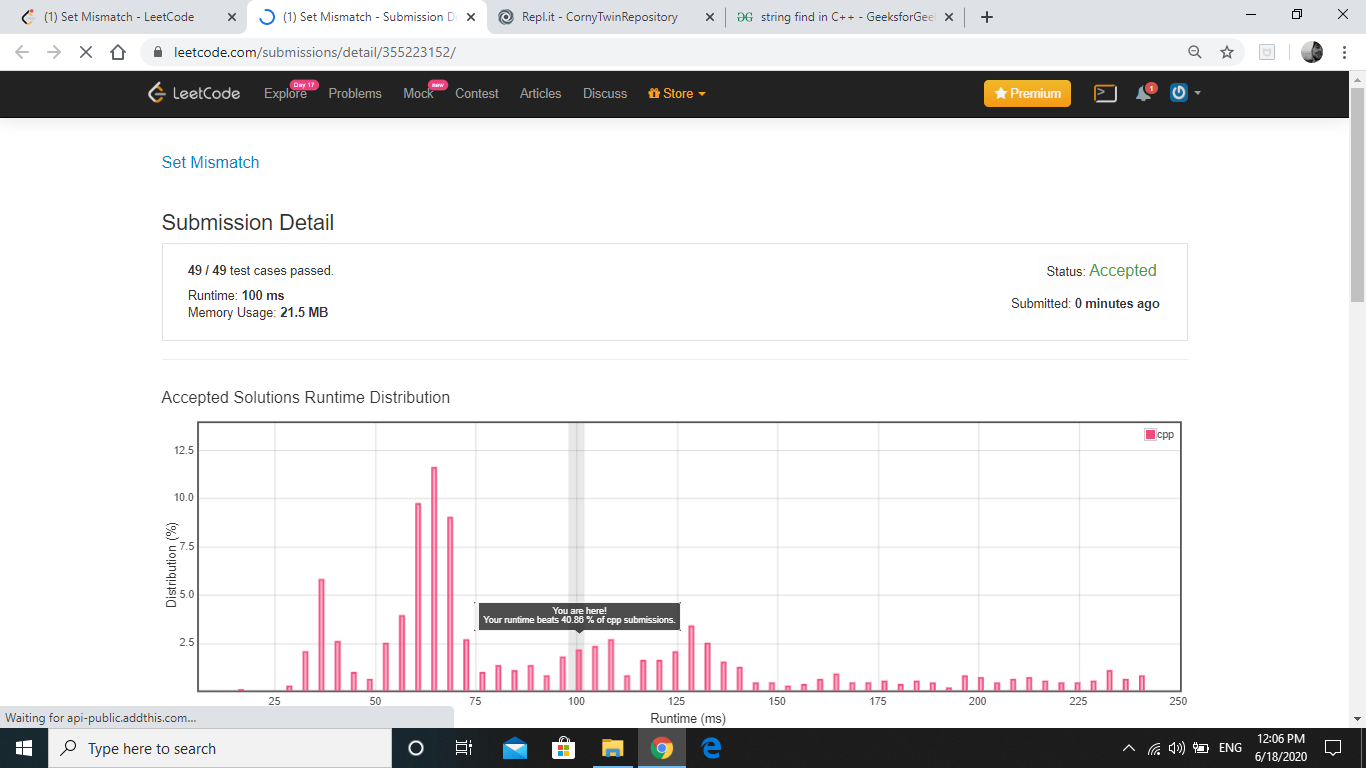 (1) Set Mismatch - LeetCode
(1) Set Mismatch - Submission D
Repl.it - CornyTwinRepository
string find in C++ - GeeksforGee
leetcode.com/submissions/detail/355223152/
LeetCode
Explore
Day 17
Problems
Mock
new
Contest
Articles
Discuss
Store
Premium
1
Set Mismatch
Submission Detail
49 / 49 test cases passed.
Status: Accepted
Runtime: 100 ms
Submitted: 0 minutes ago
Memory Usage: 21.5 MB
Accepted Solutions Runtime Distribution
cpp
12.5
10.0
7.5
5.0
2.5
Distribution (%)
You are here!
Your runtime beats 40.86 % of cpp submissions.
25 50 75 100 125 150 175 200 225 250
Runtime (ms)
Waiting for api-public.addthis.com...
Type here to search
ENG
12:06 PM
6/18/2020